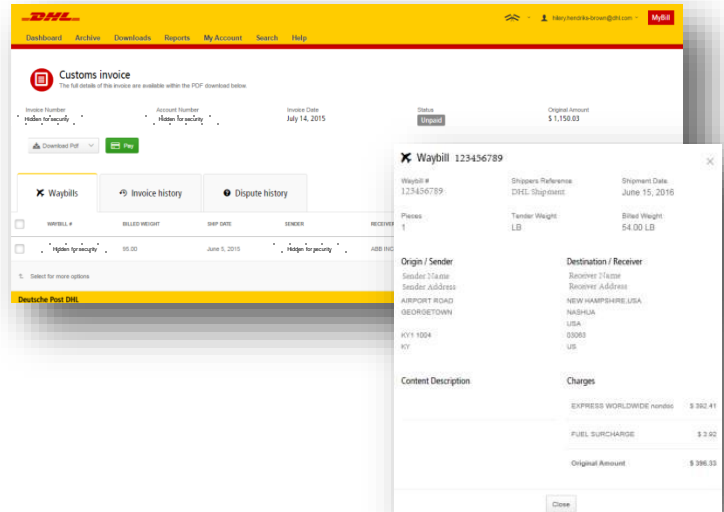 DHL
hilary.hendriks-brown@dhl.com
MyBill
Dashboard Archive Downloads Reports My Account Search Help
Customs invoice
The full details of this invoice are available within the PDF download below.
Invoice Number Account Number Invoice Date Status Original Amount
Hidden for security Hidden for security July 14, 2015 Unpaid $ 1,150.03
Download Pdf Pay
Waybills Invoice history Dispute history
WAYBILL # BILLED WEIGHT SHIP DATE SENDER RECEIVER
Hidden for security 95.00 June 5, 2015 Hidden for security ABB INC
Select for more options
Deutsche Post DHL
Waybill 123456789
Waybill # Shippers Reference Shipment Date
123456789 DHL Shipment June 15, 2016
Pieces Tender Weight Billed Weight
1 LB 54.00 LB
Origin / Sender Destination / Receiver
Sender Name Receiver Name
Sender Address Receiver Address
AIRPORT ROAD NEW HAMPSHIRE,USA
GEORGETOWN NASHUA
USA
KY1 1004 03063
KY US
Content Description Charges
EXPRESS WORLDWIDE nondoc $ 392.41
FUEL SURCHARGE $ 3.92
Original Amount $ 396.33
Close